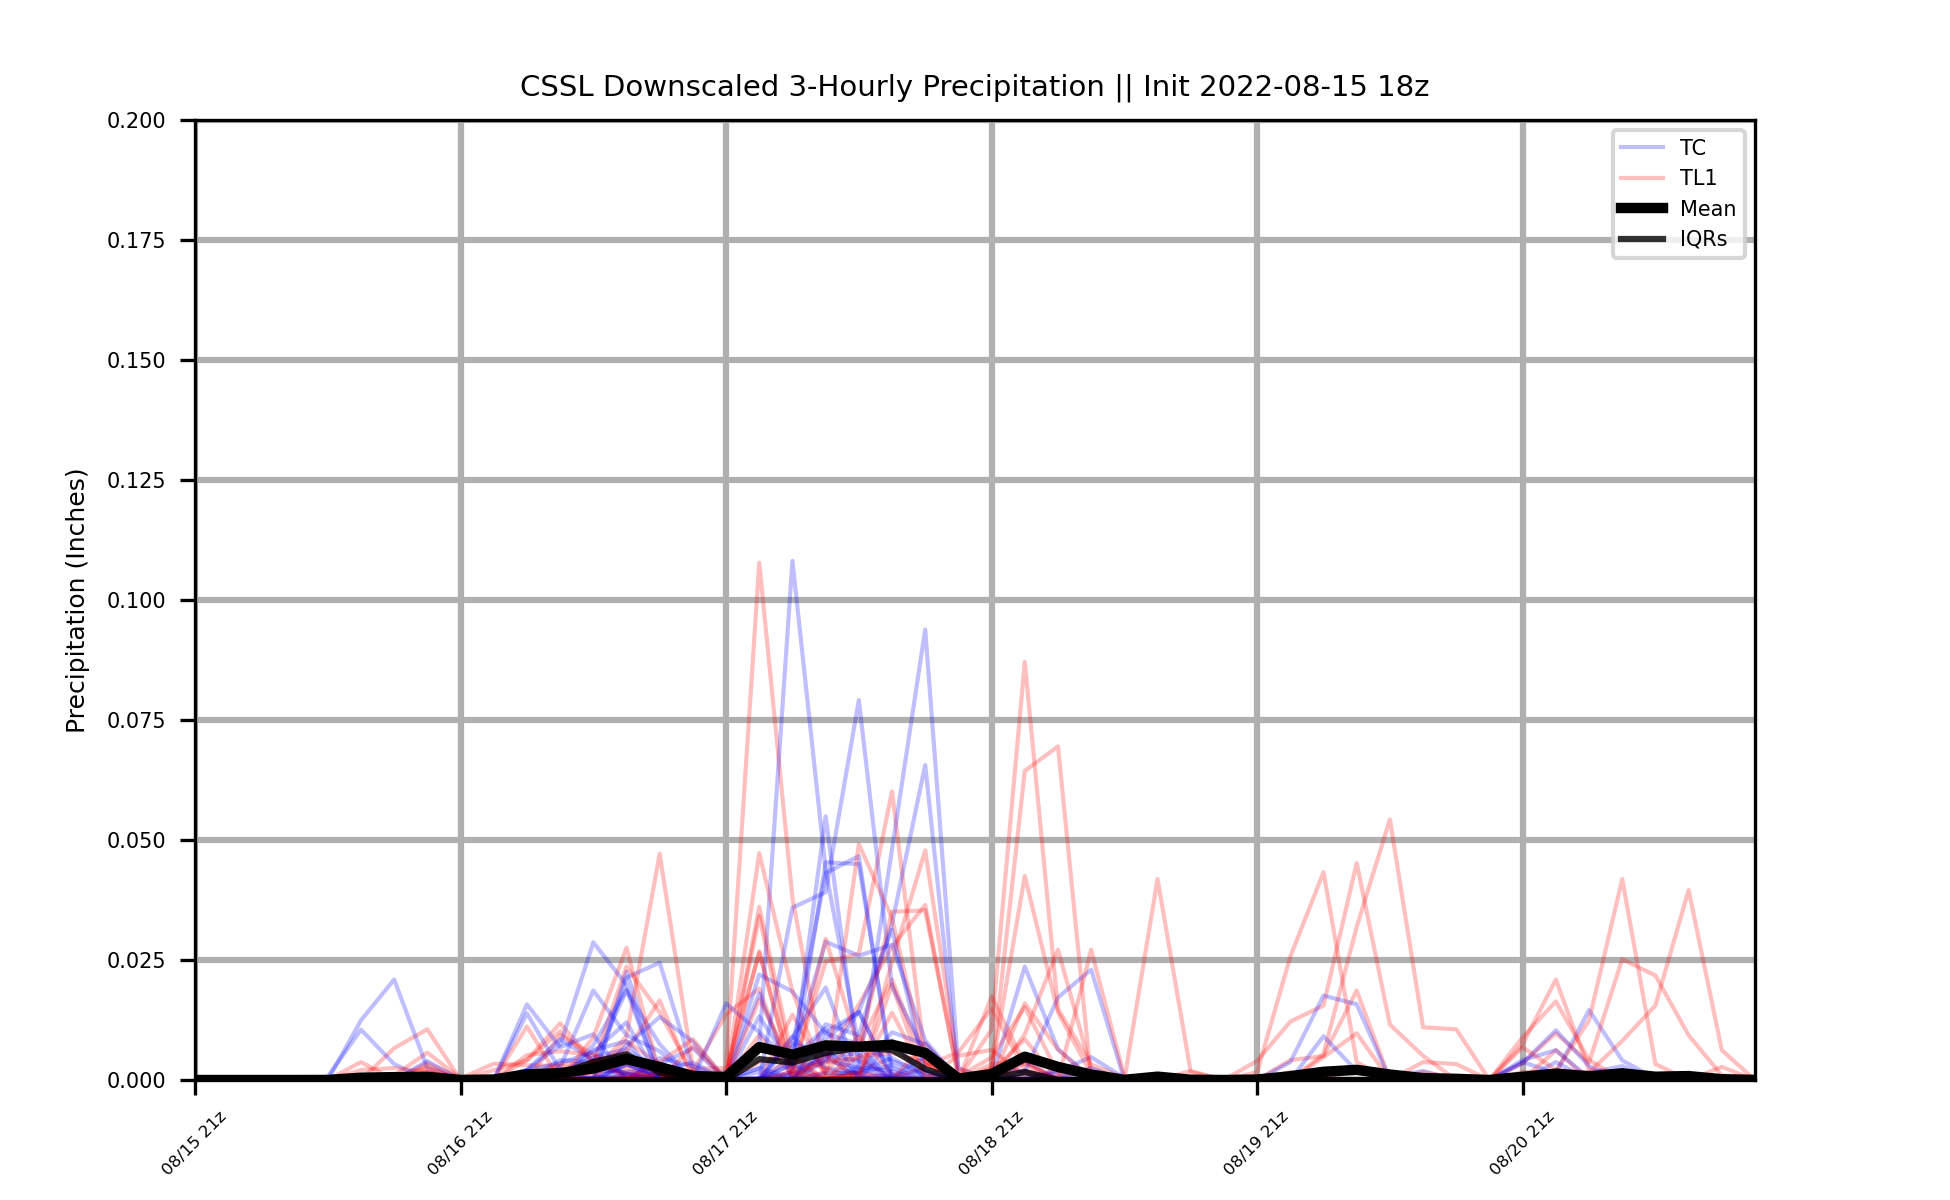 CSSL Downscaled 3-Hourly Precipitation || Init 2022-08-15 18z
0.200
0.175
0.150
0.125
0.100
0.075
0.050
0.025
0.000
Precipitation (Inches)
TC
TL1
Mean
IQRs
08/15 21z
08/16 21z
08/17 21z
08/18 21z
08/19 21z
08/20 21z